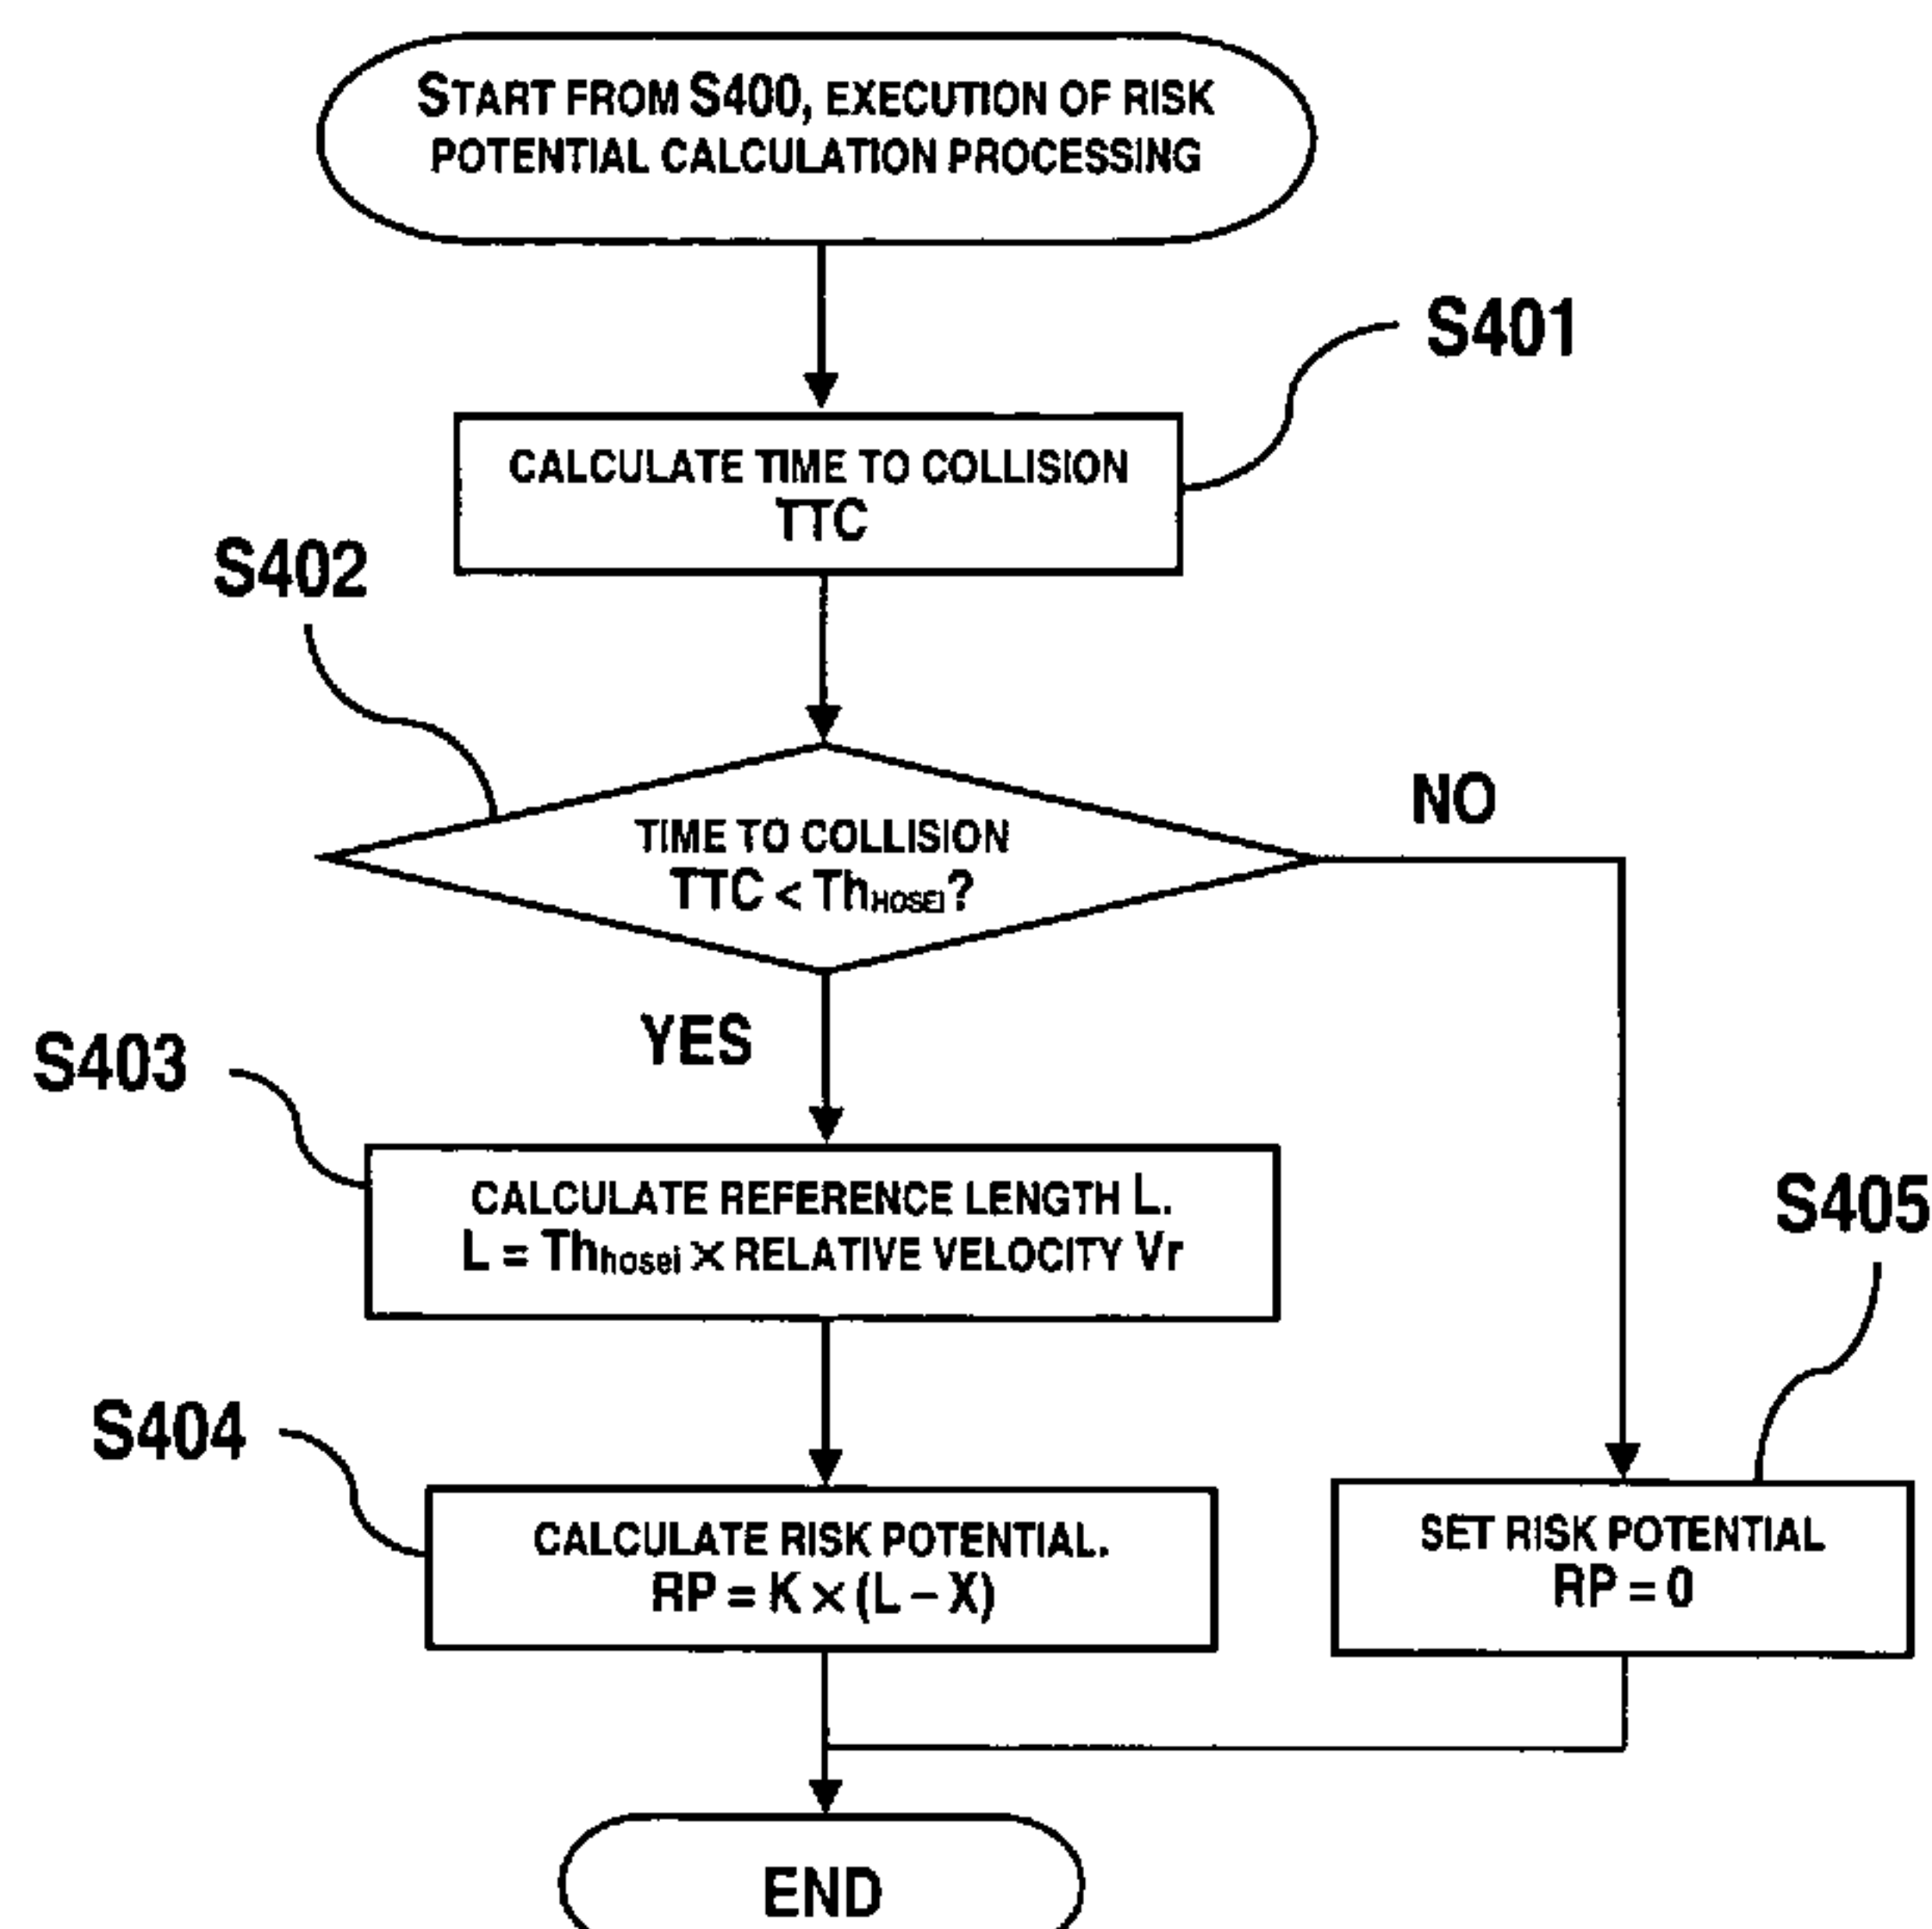 START FROM S400, EXECUTION OF RISK
POTENTIAL CALCULATION PROCESSING
S401
CALCULATE TIME TO COLLISION
TTC
S402
TIME TO COLLISION
TTC < ThHOSEI?
NO
YES
S403
CALCULATE REFERENCE LENGTH L.
L = Thhosei × RELATIVE VELOCITY Vr
S404
CALCULATE RISK POTENTIAL.
RP = K × (L – X)
S405
SET RISK POTENTIAL
RP = 0
END